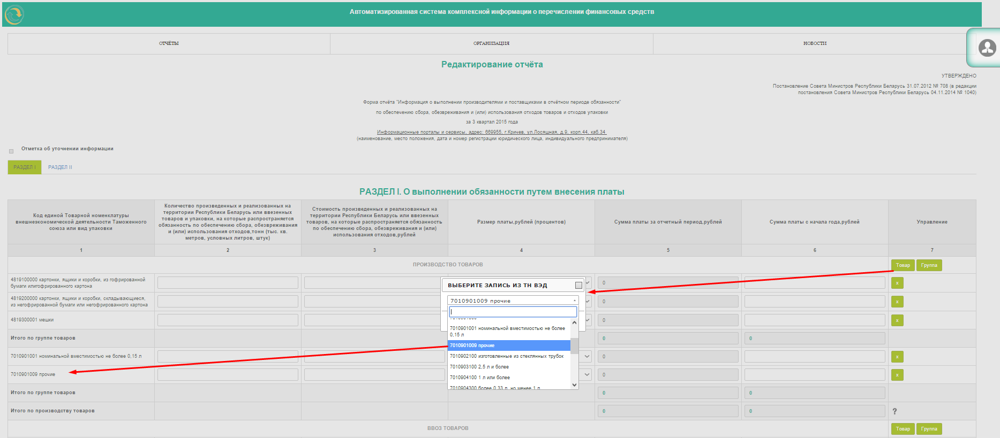 Автоматизированная система комплексной информации о перечислении финансовых средств
ОТЧЁТЫ
ОРГАНИЗАЦИЯ
НОВОСТИ
Редактирование отчёта
УТВЕРЖДЕНО
Постановление Совета Министров Республики Беларусь 31.07.2012 № 708 (в редакции
постановления Совета Министров Республики Беларусь 04.11.2014 № 1040)
Форма отчёта "Информация о выполнении производителями и поставщиками в отчётном периоде обязанности"
по обеспечению сбора, обезвреживания и (или) использования отходов товаров и отходов упаковки
за 3 квартал 2015 года
Информационные порталы и сервисы, адрес: 669955, г.Кричев, ул.Лосяшная, д.9, корп.44, каб.34
(наименование, место положения, дата и номер регистрации юридического лица, индивидуального предпринимателя)
Отметка об уточнении информации
РАЗДЕЛ I
РАЗДЕЛ II
РАЗДЕЛ I. О выполнении обязанности путем внесения платы
Код единой Товарной номенклатуры
внешнеэкономической деятельности Таможенного
союза или вид упаковки
Количество произведенных и реализованных на
территории Республики Беларусь или ввезенных
товаров и упаковки, на которые распространяется
обязанность по обеспечению сбора, обезвреживания
и (или) использования отходов,тонн (тыс. кв.
метров, условных литров, штук)
Стоимость произведенных и реализованных на
территории Республики Беларусь или ввезенных
товаров, на которые распространяется обязанность
по обеспечению сбора, обезвреживания и (или)
использования отходов,рублей
Размер платы,рублей (процентов)
Сумма платы за отчетный период,рублей
Сумма платы с начала года,рублей
Управление
1
2
3
4
5
6
7
ПРОИЗВОДСТВО ТОВАРОВ
Товар
Группа
4819100000 картонки, ящики и коробки, из гофрированной
бумаги илигофрированного картона
0
x
4819200000 картонки, ящики и коробки, складывающиеся,
из негофрированной бумаги или негофрированного картона
0
x
4819300001 мешки
0
x
Итого по группе товаров
0
0
7010901001 номинальной вместимостью не более 0,15 л
0
x
7010901009 прочие
0
x
Итого по группе товаров
0
0
Итого по производству товаров
0
0
?
ВВОЗ ТОВАРОВ
Товар
Группа
ВЫБЕРИТЕ ЗАПИСЬ ИЗ ТН ВЭД
7010901009 прочие
7010901001 номинальной вместимостью не более
0,15 л
7010901009 прочие
7010902100 изготовленные из стеклянных трубок
7010903100 2,5 л и более
7010904100 1 л или более
7010904300 более 0,33 л, но менее 1 л